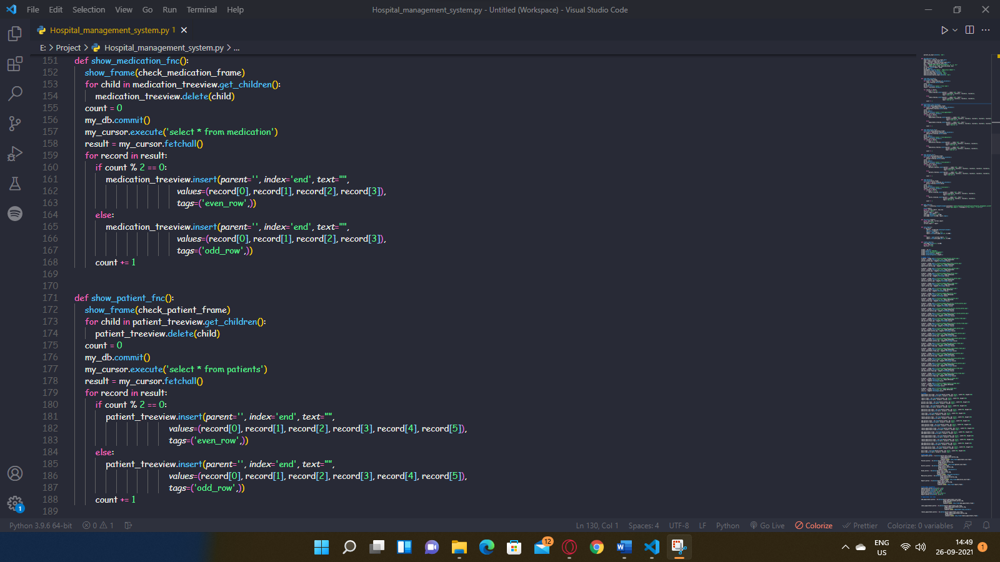 File Edit Selection View Go Run Terminal Help
Hospital_management_system.py - Untitled (Workspace) - Visual Studio Code
Hospital_management_system.py 1
E: > Project > Hospital_management_system.py > ...
151 def show_medication_fnc():
152 show_frame(check_medication_frame)
153 for child in medication_treeview.get_children():
154 medication_treeview.delete(child)
155 count = 0
156 my_db.commit()
157 my_cursor.execute('select * from medication')
158 result = my_cursor.fetchall()
159 for record in result:
160 if count % 2 == 0:
161 medication_treeview.insert(parent='', index='end', text="",
162 values=(record[0], record[1], record[2], record[3]),
163 tags=('even_row',))
164 else:
165 medication_treeview.insert(parent='', index='end', text="",
166 values=(record[0], record[1], record[2], record[3]),
167 tags=('odd_row',))
168 count += 1
169
170
171 def show_patient_fnc():
172 show_frame(check_patient_frame)
173 for child in patient_treeview.get_children():
174 patient_treeview.delete(child)
175 count = 0
176 my_db.commit()
177 my_cursor.execute('select * from patients')
178 result = my_cursor.fetchall()
179 for record in result:
180 if count % 2 == 0:
181 patient_treeview.insert(parent='', index='end', text="",
182 values=(record[0], record[1], record[2], record[3], record[4], record[5]),
183 tags=('even_row',))
184 else:
185 patient_treeview.insert(parent='', index='end', text="",
186 values=(record[0], record[1], record[2], record[3], record[4], record[5]),
187 tags=('odd_row',))
188 count += 1
189
1
Python 3.9.6 64-bit 0 1 Ln 130, Col 1 Spaces: 4 UTF-8 LF Python Go Live Colorize Prettier Colorize: 0 variables
12
ENG
US
14:49
26-09-2021
1